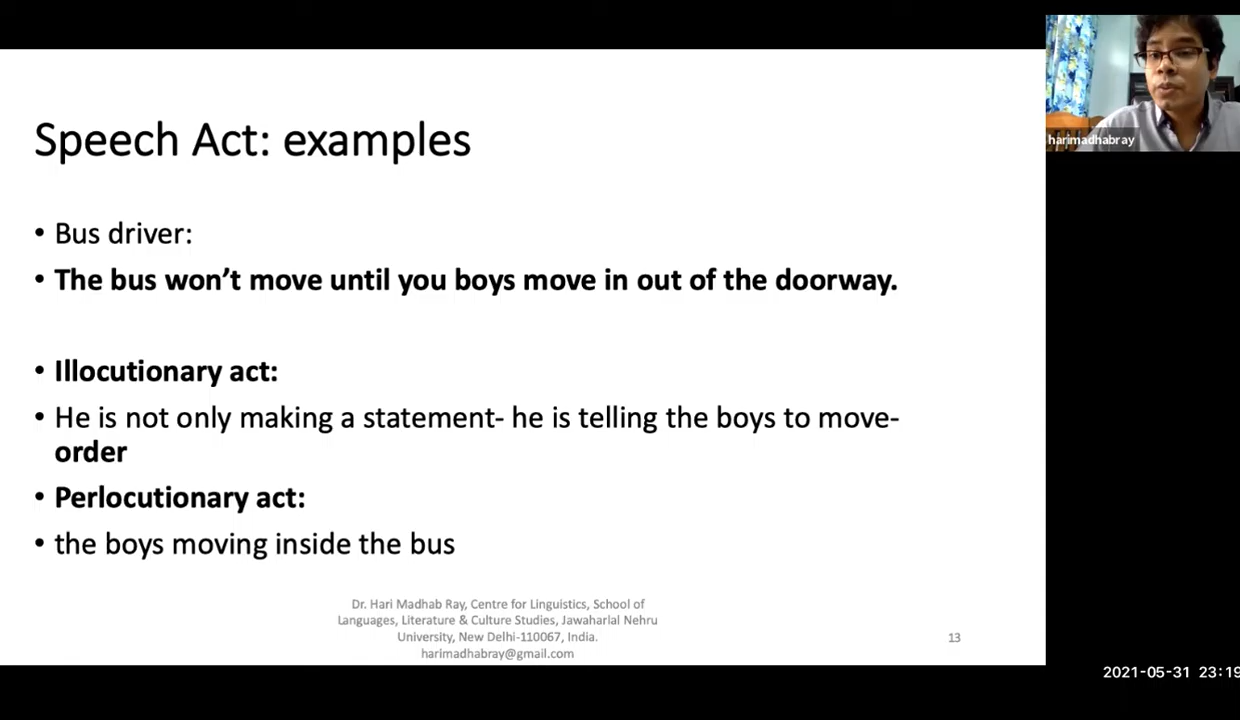 harimadhabray
Speech Act: examples
• Bus driver:
• The bus won’t move until you boys move in out of the doorway.
• Illocutionary act:
• He is not only making a statement- he is telling the boys to move-
order
• Perlocutionary act:
• the boys moving inside the bus
Dr. Hari Madhab Ray, Centre for Linguistics, School of
Languages, Literature & Culture Studies, Jawaharlal Nehru
University, New Delhi-110067, India.
harimadhabray@gmail.com
13
2021-05-31 23:19